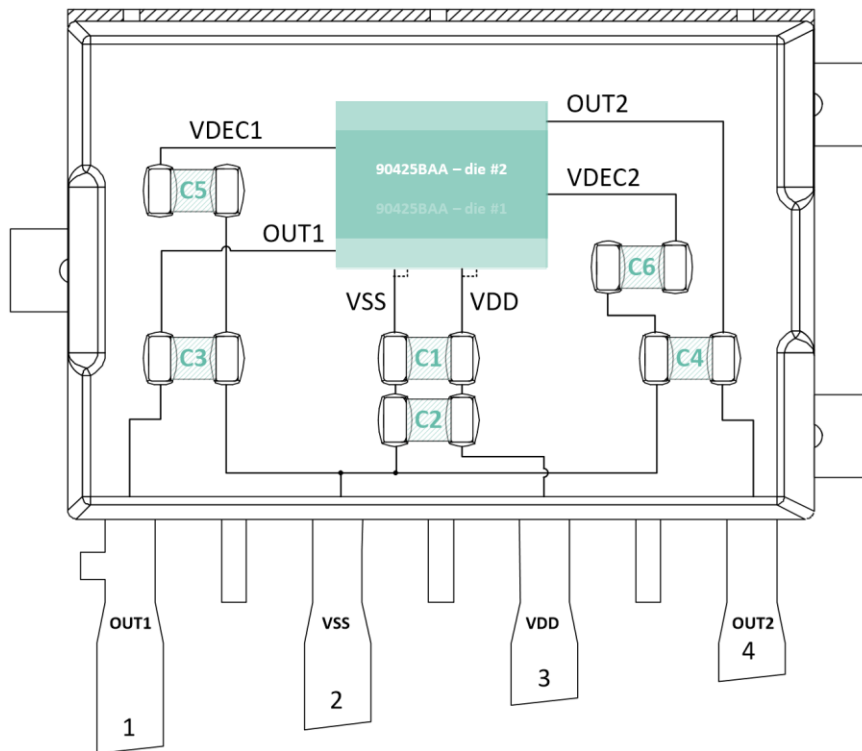 OUT2
VDEC1
90425BAA – die #2
C5
VDEC2
90425BAA – die #1
OUT1
C6
VSS
VDD
C3
C1
C4
C2
OUT1
VSS
VDD
OUT2
1
2
3
4